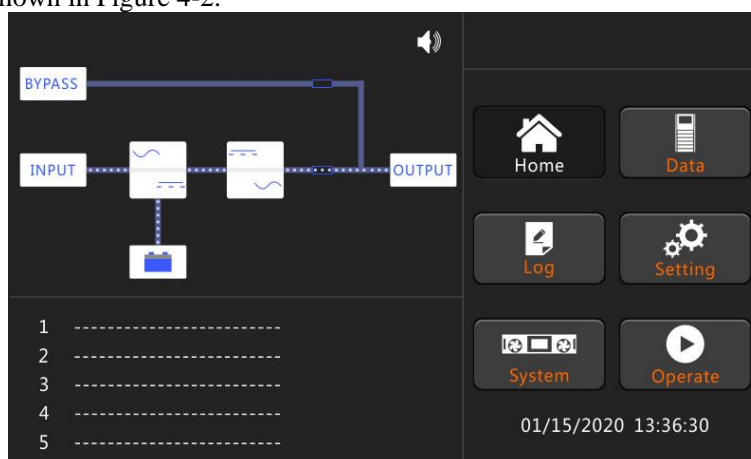 shown in Figure 4-2.
BYPASS
INPUT
OUTPUT
1 -------------------------
2 -------------------------
3 -------------------------
4 -------------------------
5 -------------------------
Home
Data
Log
Setting
System
Operate
01/15/2020 13:36:30